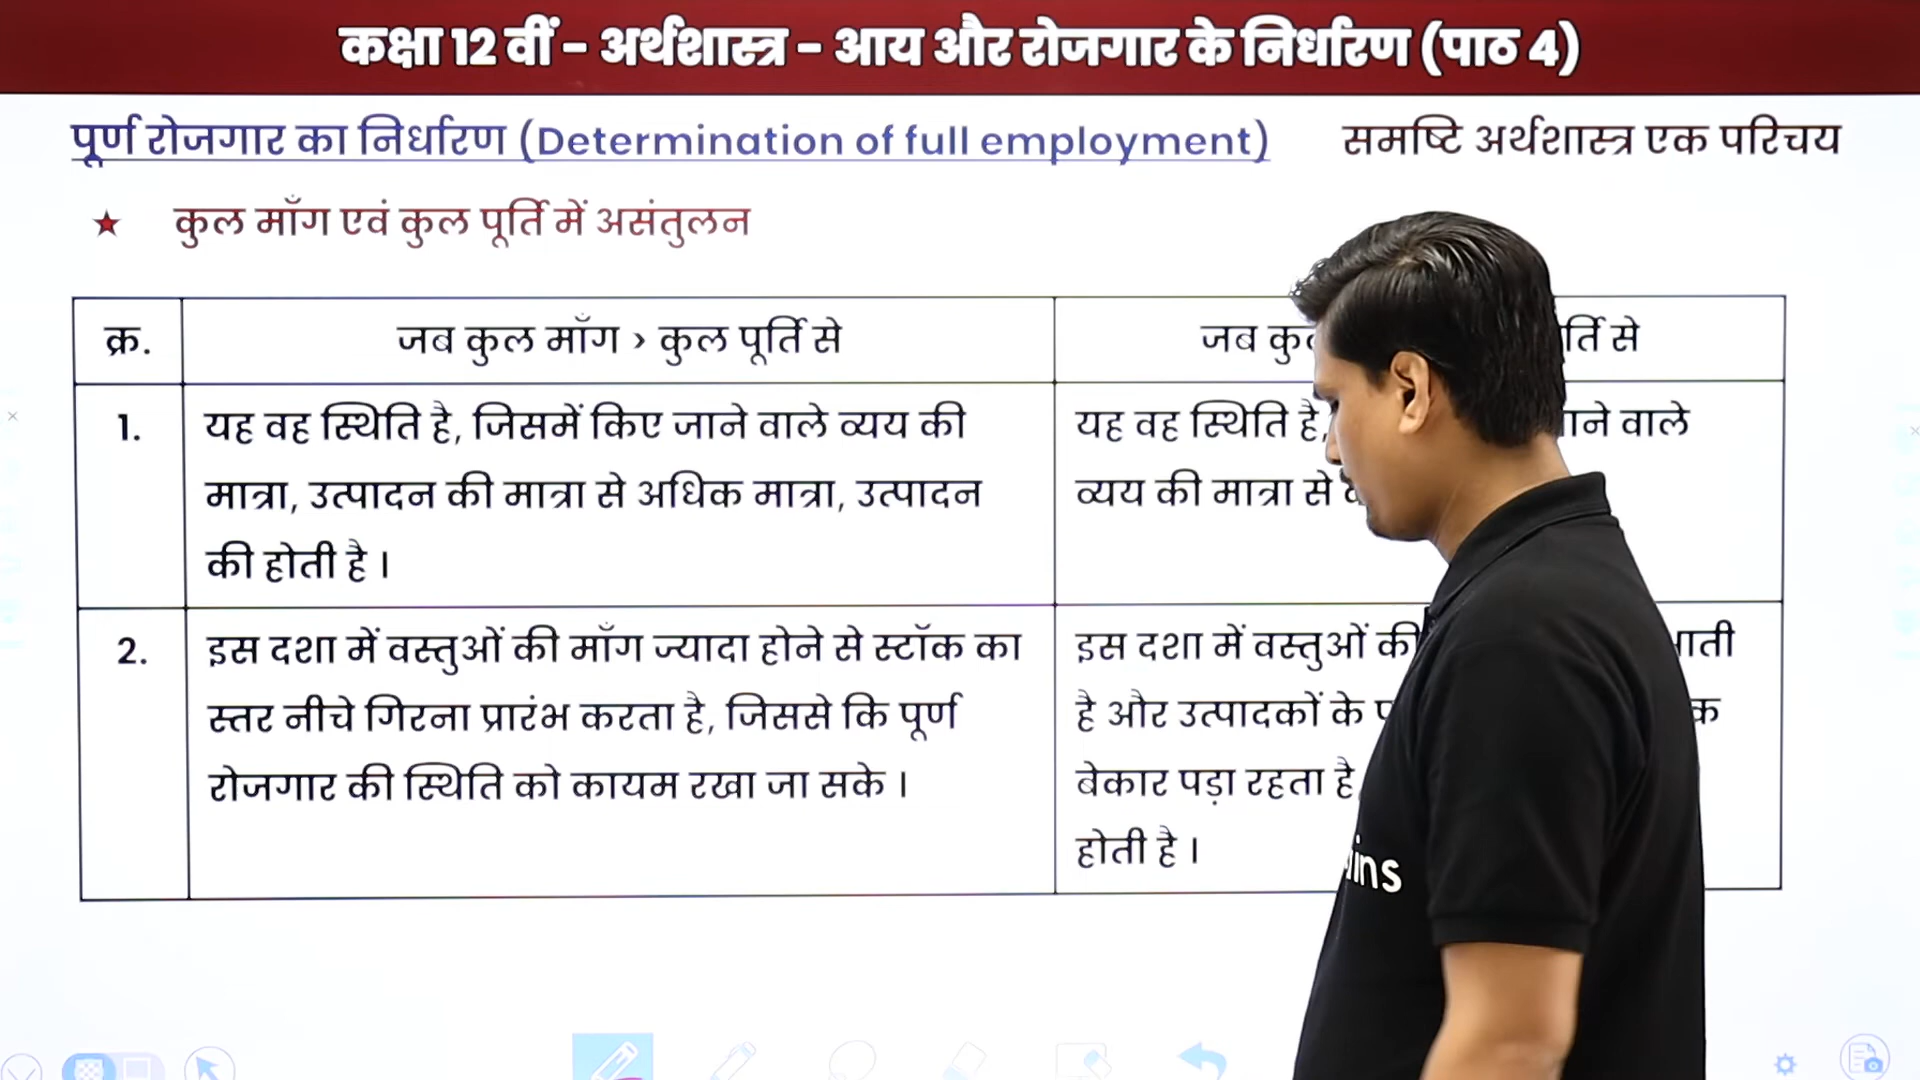 कक्षा 12 वीं - अर्थशास्त्र - आय और रोजगार के निर्धारण (पाठ 4)
पूर्ण रोजगार का निर्धारण (Determination of full employment)
समष्टि अर्थशास्त्र एक परिचय
★ कुल माँग एवं कुल पूर्ति में असंतुलन
क्र.
जब कुल माँग > कुल पूर्ति से
जब
से
1.
यह वह स्थिति है, जिसमें किए जाने वाले व्यय की
मात्रा, उत्पादन की मात्रा से अधिक मात्रा, उत्पादन
की होती है ।
यह वह स्थिति है, वाले
व्यय की मात्रा से
2.
इस दशा में वस्तुओं की माँग ज्यादा होने से स्टॉक का
स्तर नीचे गिरना प्रारंभ करता है, जिससे कि पूर्ण
रोजगार की स्थिति को कायम रखा जा सके ।
इस दशा में वस्तुओं की
है और उत्पादकों के
बेकार पड़ा रहता है
होती है ।